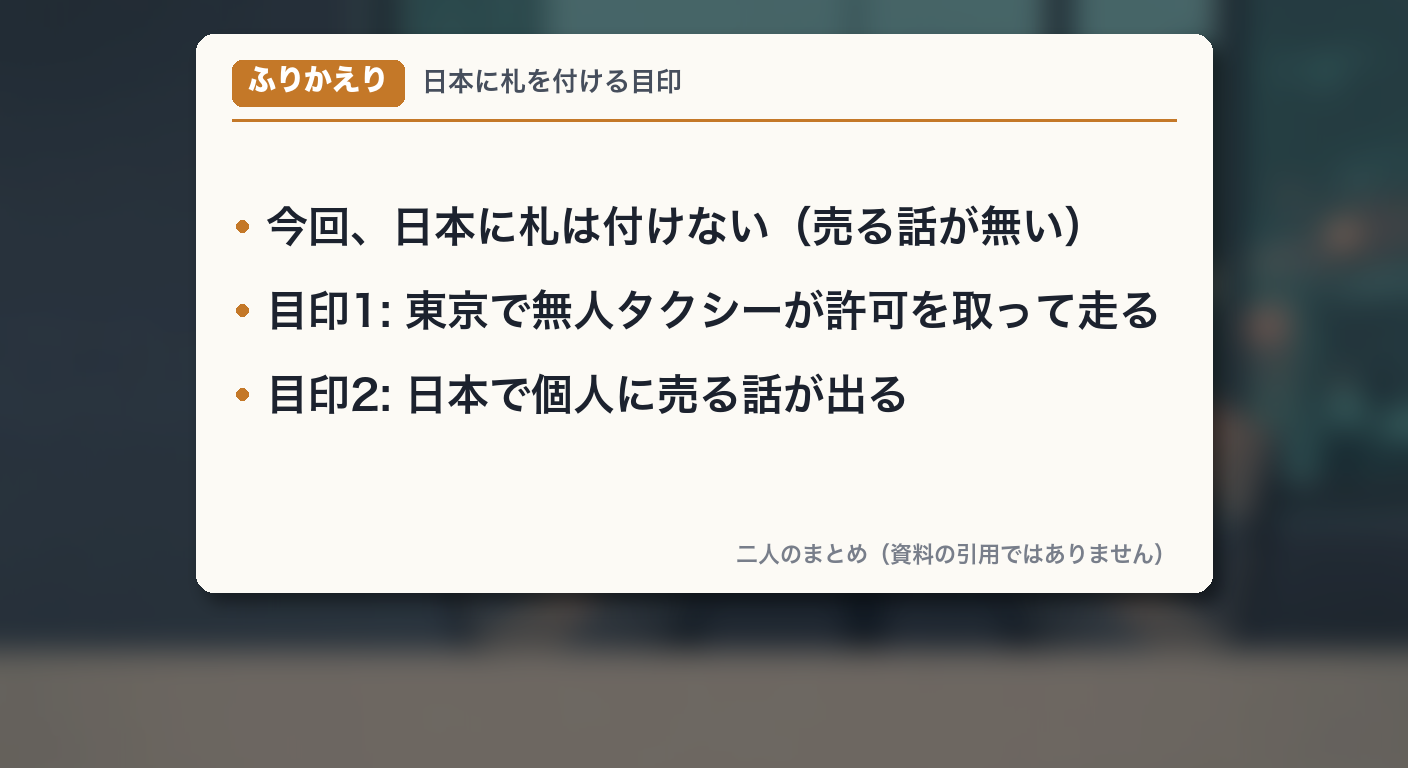 ふりかえり 日本に札を付ける目印
• 今回、日本に札は付けない（売る話が無い）
• 目印1: 東京で無人タクシーが許可を取って走る
• 目印2: 日本で個人に売る話が出る
二人のまとめ（資料の引用ではありません）